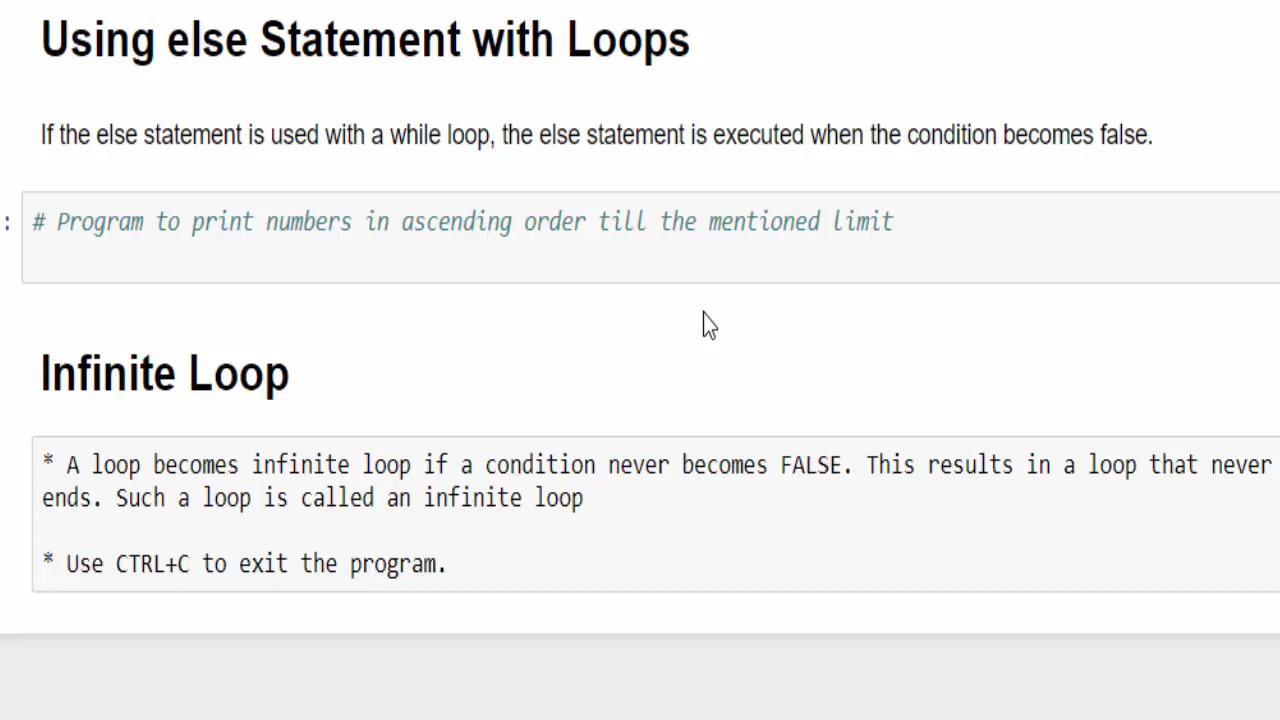 Using else Statement with Loops
If the else statement is used with a while loop, the else statement is executed when the condition becomes false.
:
# Program to print numbers in ascending order till the mentioned limit
Infinite Loop
* A loop becomes infinite loop if a condition never becomes FALSE. This results in a loop that never
ends. Such a loop is called an infinite loop
* Use CTRL+C to exit the program.